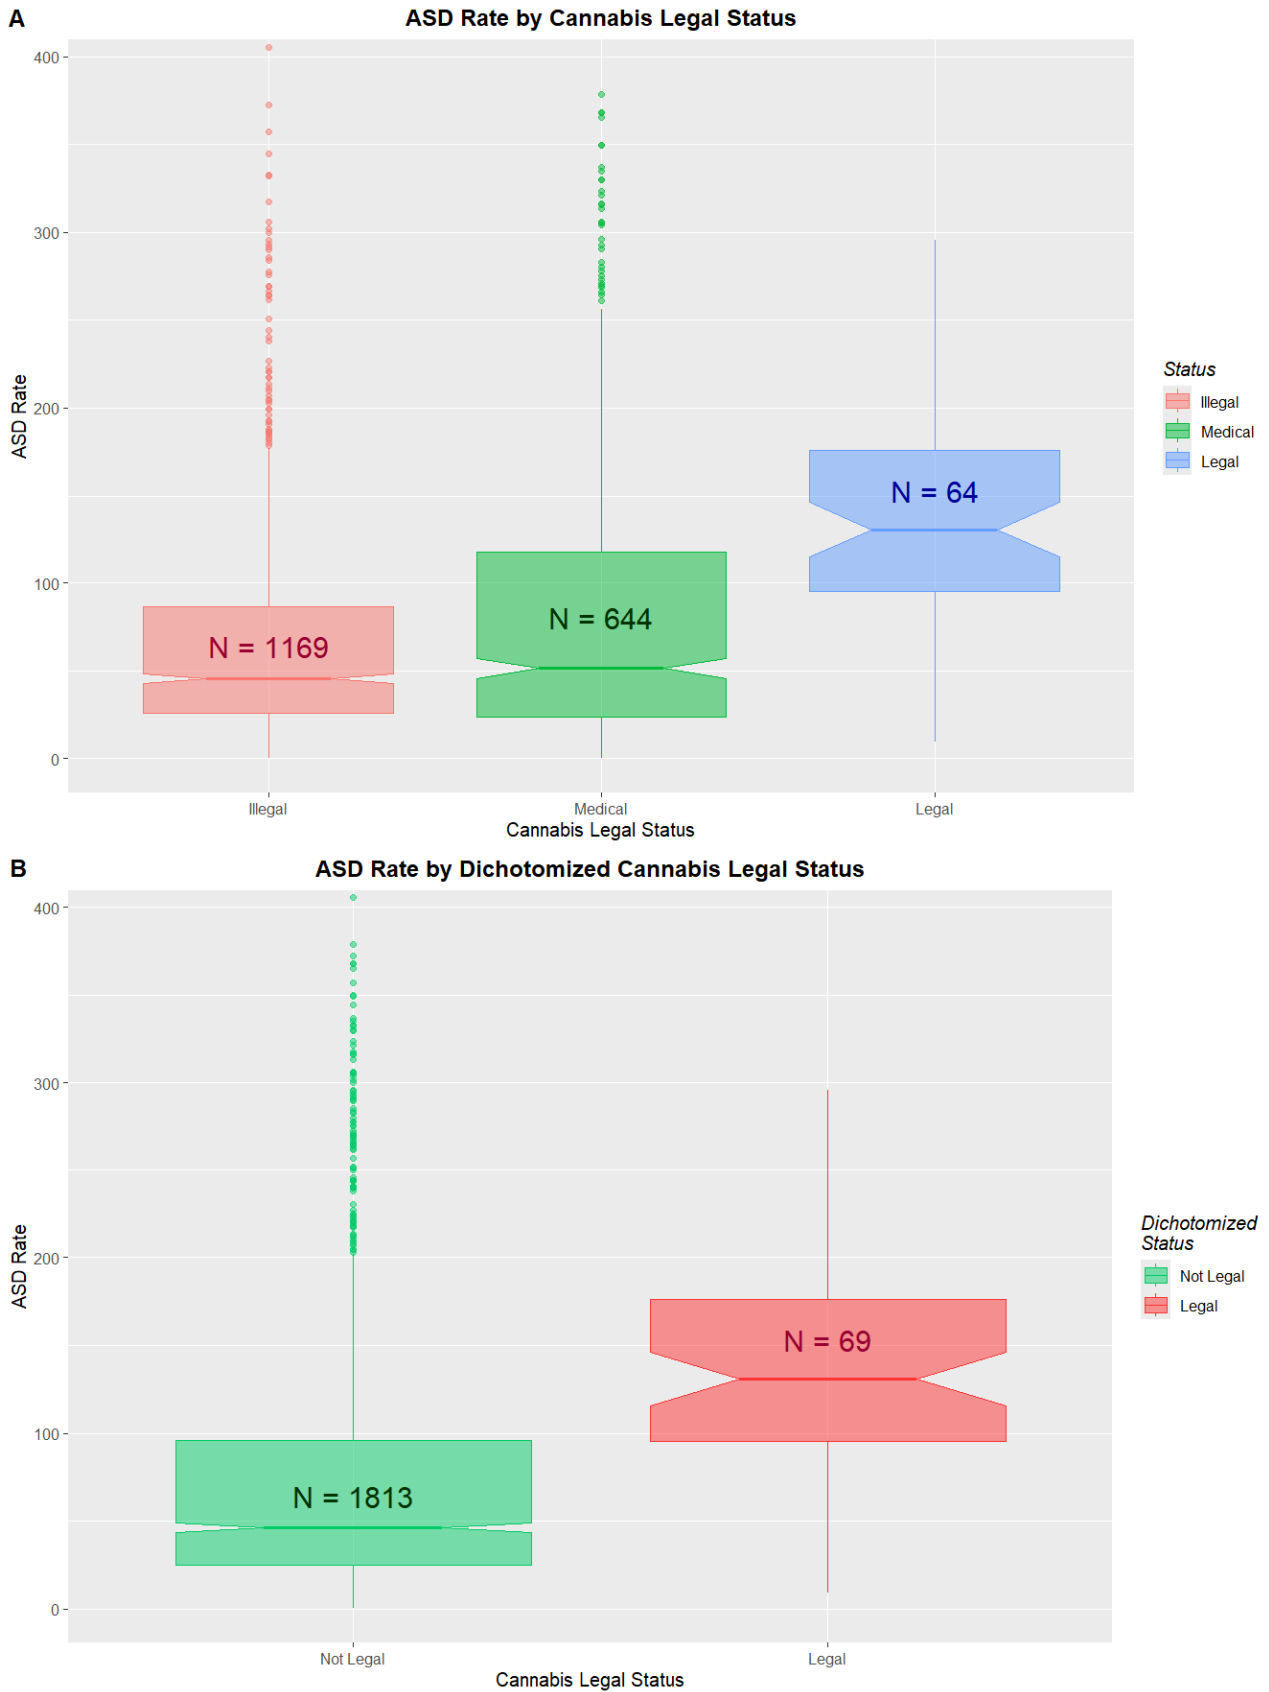 A
ASD Rate by Cannabis Legal Status
400
300
200
100
0
ASD Rate
N = 1169
N = 644
N = 64
Illegal
Medical
Legal
Cannabis Legal Status
Status
Illegal
Medical
Legal
B
ASD Rate by Dichotomized Cannabis Legal Status
400
300
200
100
0
ASD Rate
N = 1813
N = 69
Not Legal
Legal
Cannabis Legal Status
Dichotomized
Status
Not Legal
Legal